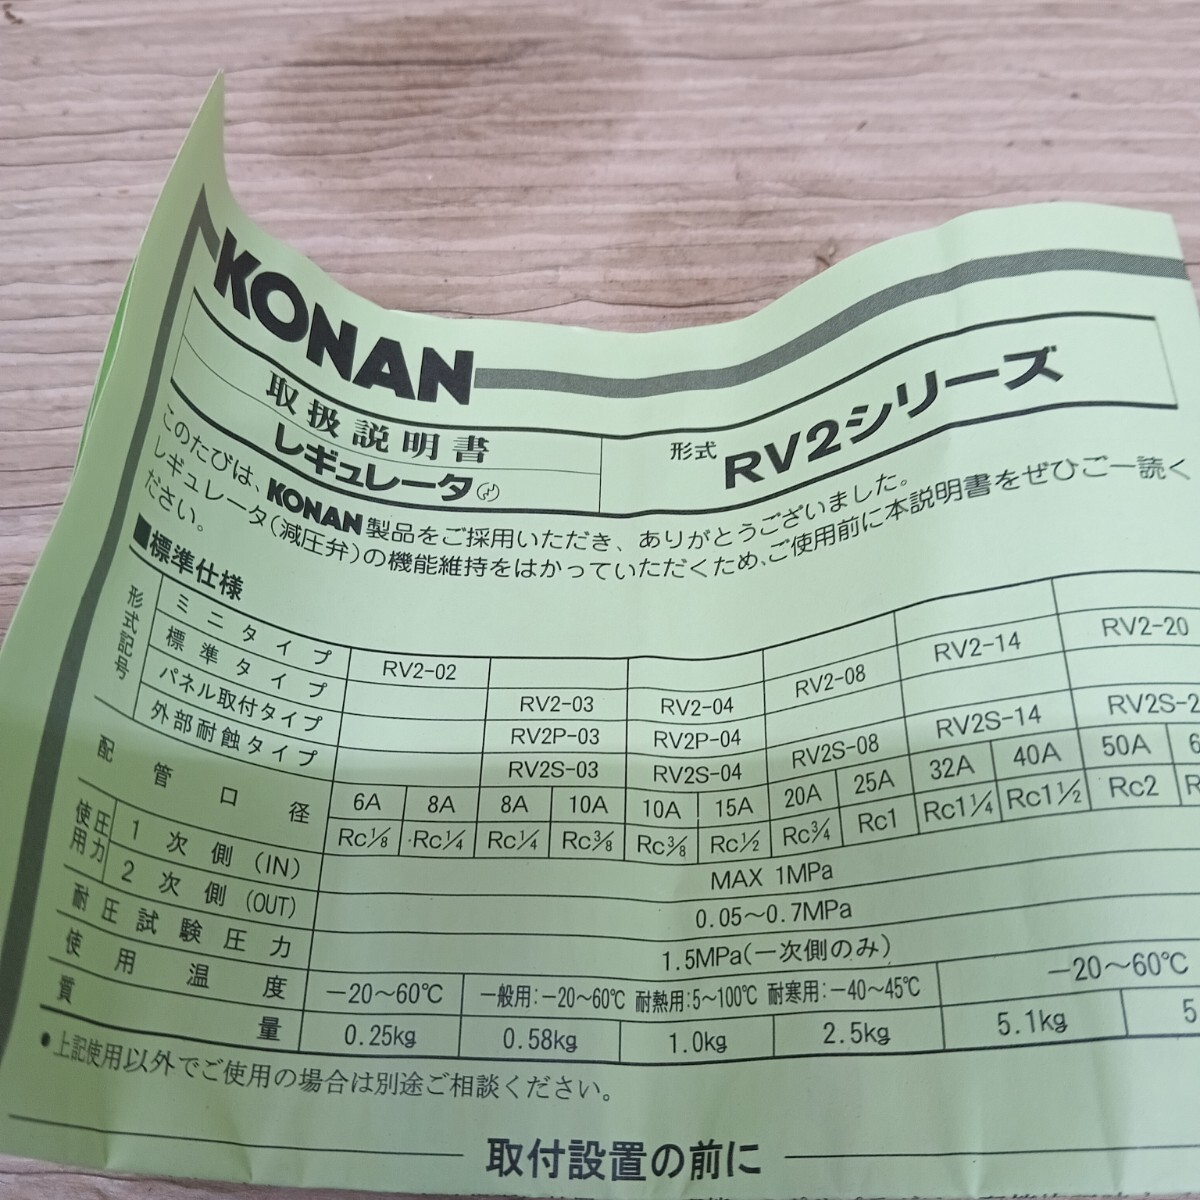 KONAN
取扱説明書
レギュレータ
形式 RV2シリーズ
このたびは、KONAN製品をご採用いただき、ありがとうございました。
レギュレータ(減圧弁)の機能維持をはかっていただくため、ご使用前に本説明書をぜひご一読く
ださい。
■標準仕様
形式記号
ミニタイプ RV2-02
標準タイプ RV2-03 RV2-04 RV2-08 RV2-14 RV2-20
パネル取付タイプ RV2P-03 RV2P-04
外部耐蝕タイプ RV2S-03 RV2S-04 RV2S-08 RV2S-14 RV2S-2
配管口径 6A 8A 8A 10A 10A 15A 20A 25A 32A 40A 50A 6
Rc⅛ Rc¼ Rc¼ Rc⅜ Rc⅜ Rc½ Rc¾ Rc1 Rc1¼ Rc1½ Rc2 R
使用圧力 1次側(IN) MAX 1MPa
2次側(OUT) 0.05～0.7MPa
耐圧試験圧力 1.5MPa(一次側のみ)
使用温度 －20～60℃ 一般用:－20～60℃ 耐熱用:5～100℃ 耐寒用:－40～45℃ －20～60℃
質量 0.25kg 0.58kg 1.0kg 2.5kg 5.1kg 5
●上記使用以外でご使用の場合は別途ご相談ください。
取付設置の前に